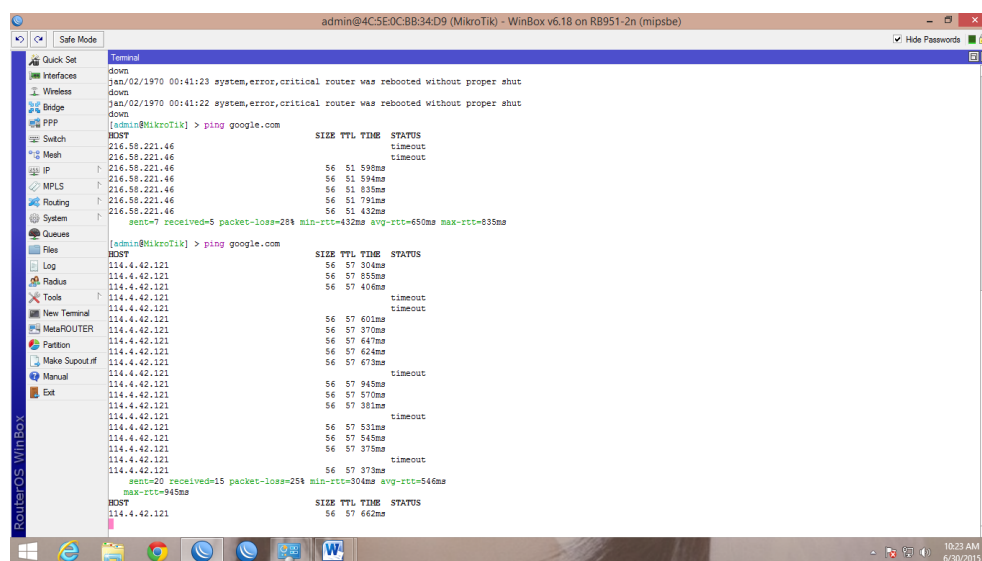 admin@4C:5E:0C:BB:34:D9 (MikroTik) - WinBox v6.18 on RB951-2n (mipsbe)
Safe Mode
Hide Passwords
Quick Set
Interfaces
Wireless
Bridge
PPP
Switch
Mesh
IP
MPLS
Routing
System
Queues
Files
Log
Radius
Tools
New Terminal
MetaROUTER
Partition
Make Supout.rif
Manual
Exit
RouterOS WinBox
Terminal
down
jan/02/1970 00:41:23 system,error,critical router was rebooted without proper shut
down
jan/02/1970 00:41:22 system,error,critical router was rebooted without proper shut
down
[admin@MikroTik] > ping google.com
HOST SIZE TTL TIME STATUS
216.58.221.46 timeout
216.58.221.46 timeout
216.58.221.46 56 51 598ms
216.58.221.46 56 51 594ms
216.58.221.46 56 51 835ms
216.58.221.46 56 51 791ms
216.58.221.46 56 51 432ms
sent=7 received=5 packet-loss=28% min-rtt=432ms avg-rtt=650ms max-rtt=835ms
[admin@MikroTik] > ping google.com
HOST SIZE TTL TIME STATUS
114.4.42.121 56 57 304ms
114.4.42.121 56 57 855ms
114.4.42.121 56 57 406ms
114.4.42.121 timeout
114.4.42.121 timeout
114.4.42.121 56 57 601ms
114.4.42.121 56 57 370ms
114.4.42.121 56 57 647ms
114.4.42.121 56 57 624ms
114.4.42.121 56 57 673ms
114.4.42.121 timeout
114.4.42.121 56 57 945ms
114.4.42.121 56 57 570ms
114.4.42.121 56 57 381ms
114.4.42.121 timeout
114.4.42.121 56 57 531ms
114.4.42.121 56 57 545ms
114.4.42.121 56 57 375ms
114.4.42.121 timeout
114.4.42.121 56 57 373ms
sent=20 received=15 packet-loss=25% min-rtt=304ms avg-rtt=546ms
max-rtt=945ms
HOST SIZE TTL TIME STATUS
114.4.42.121 56 57 662ms
10:23 AM
6/30/2015